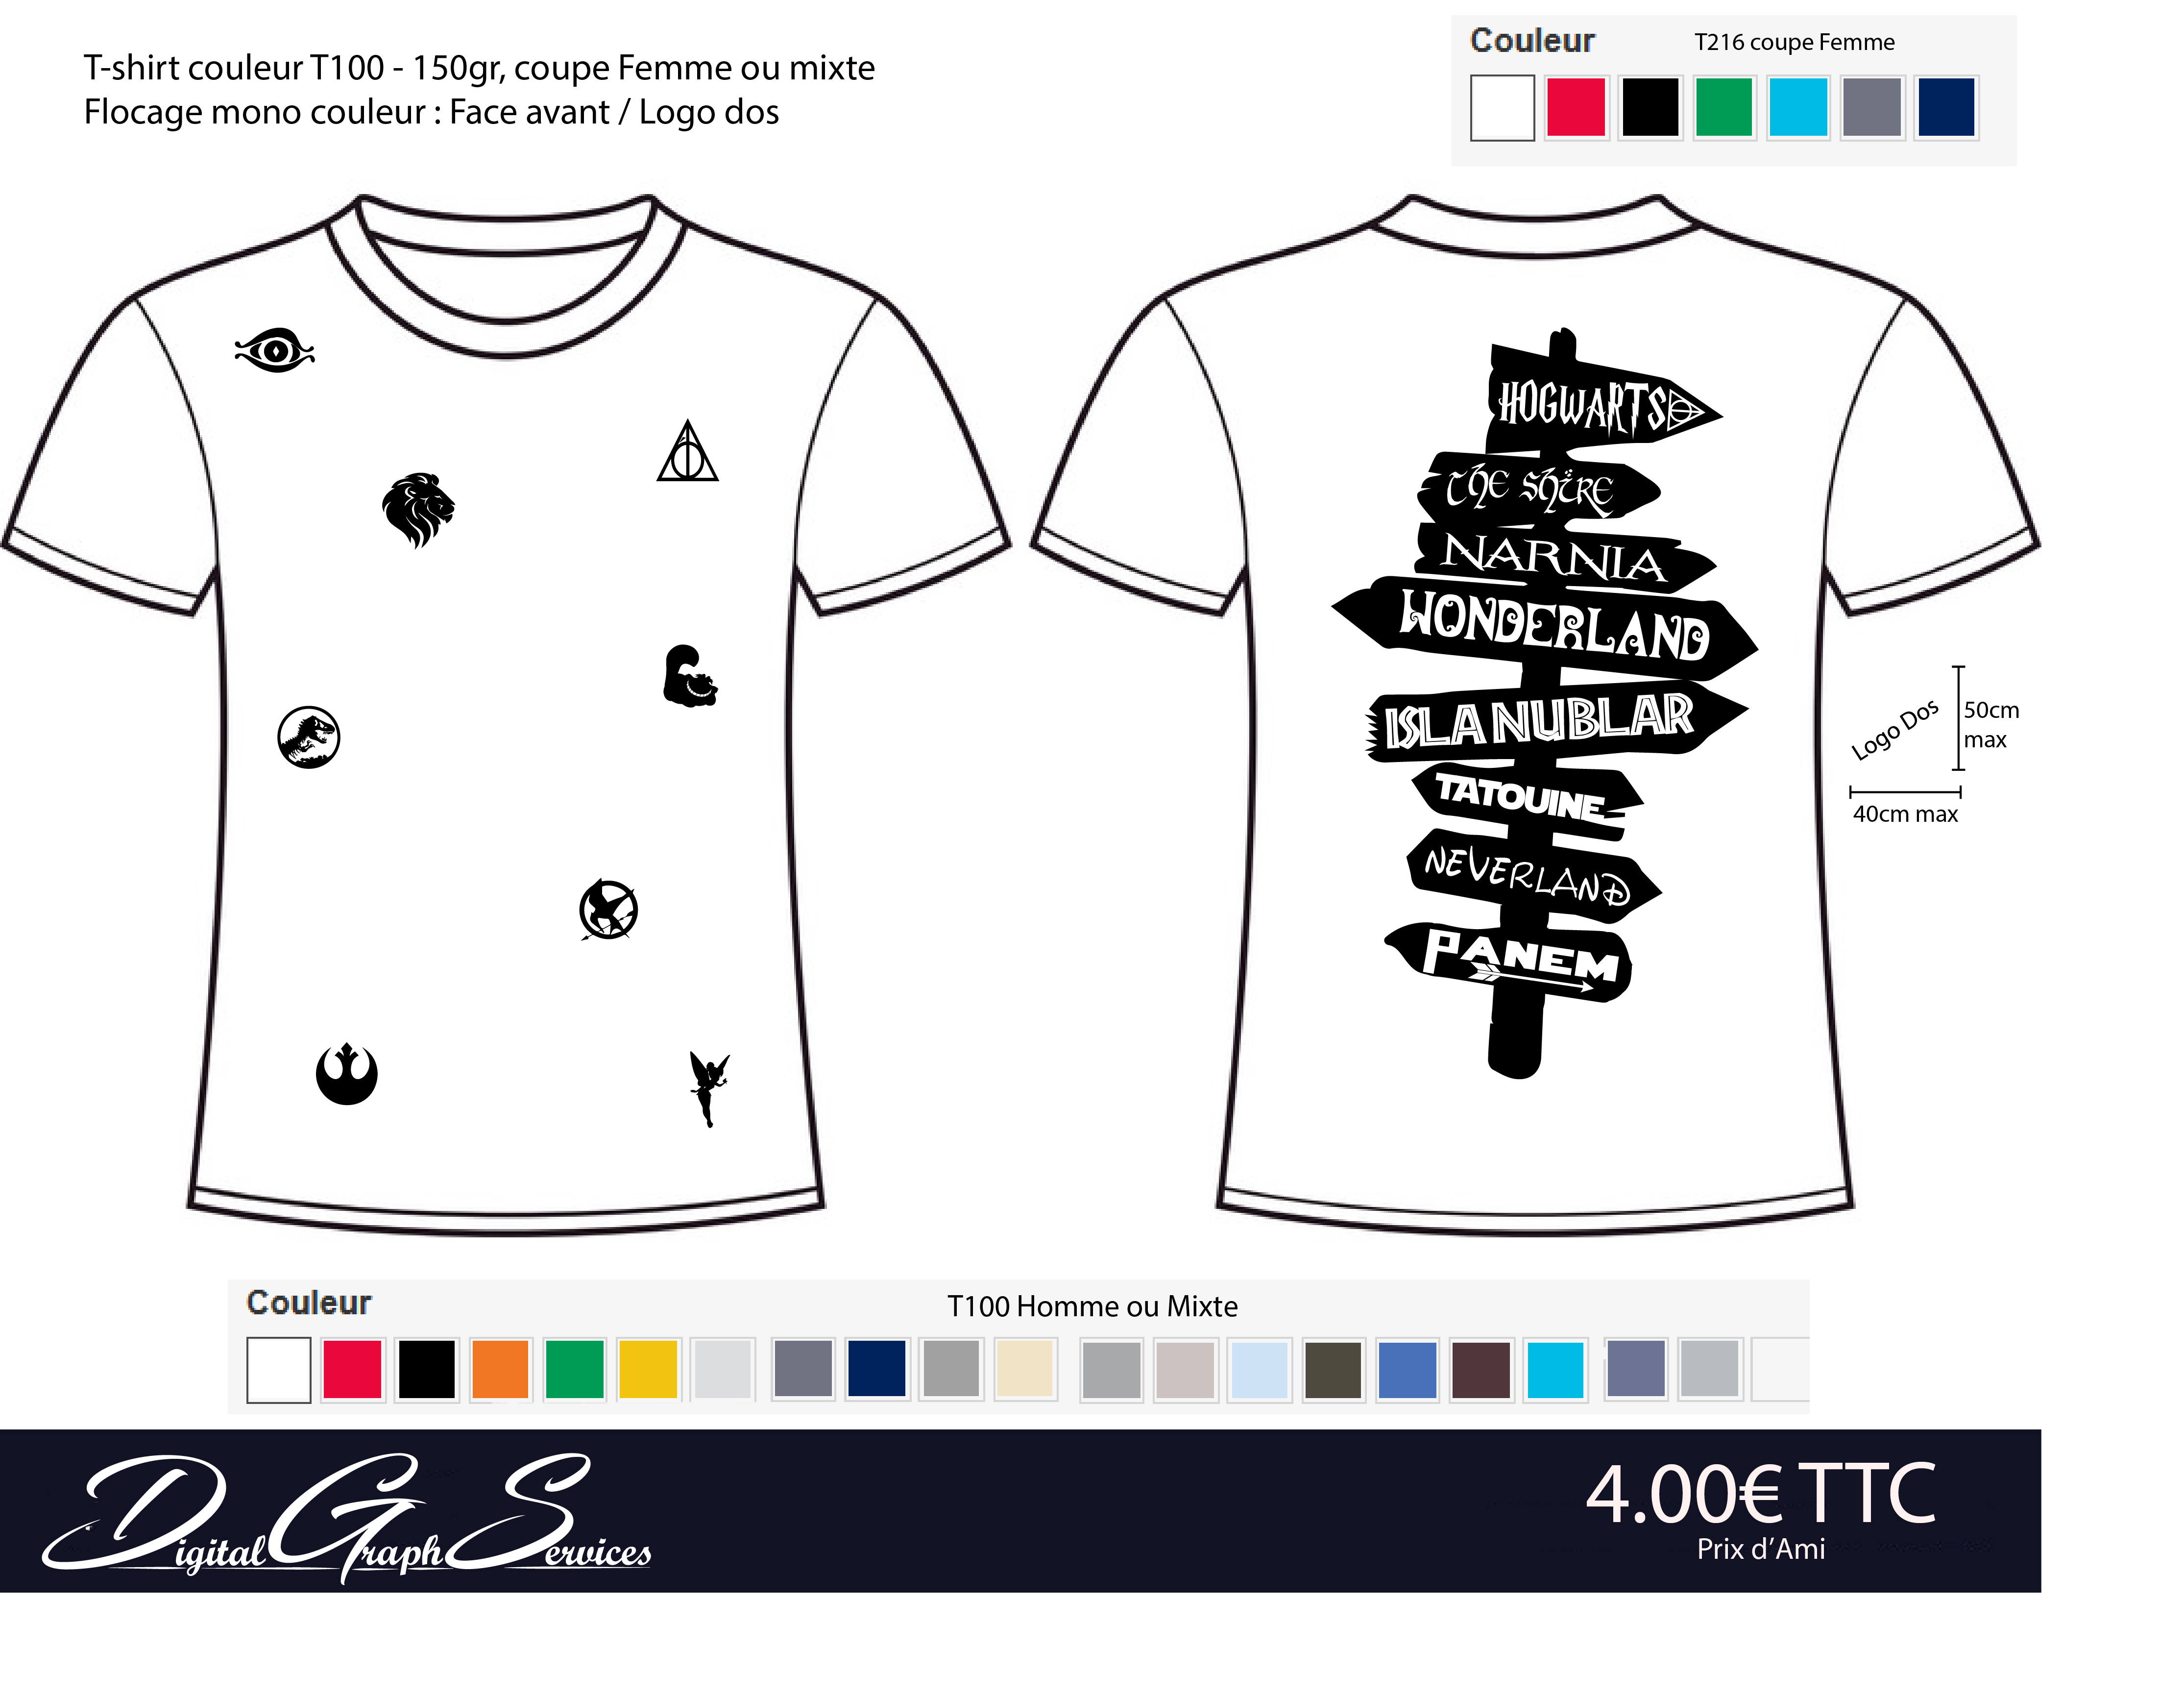 T-shirt couleur T100 - 150gr, coupe Femme ou mixte
Flocage mono couleur : Face avant / Logo dos
Couleur T216 coupe Femme
HOGWARTS
THE SHIRE
NARNIA
WONDERLAND
ISLA NUBLAR
TATOUINE
NEVERLAND
PANEM
Logo Dos
50cm
max
40cm max
Couleur T100 Homme ou Mixte
Digital Graph Services
4.00€ TTC
Prix d'Ami